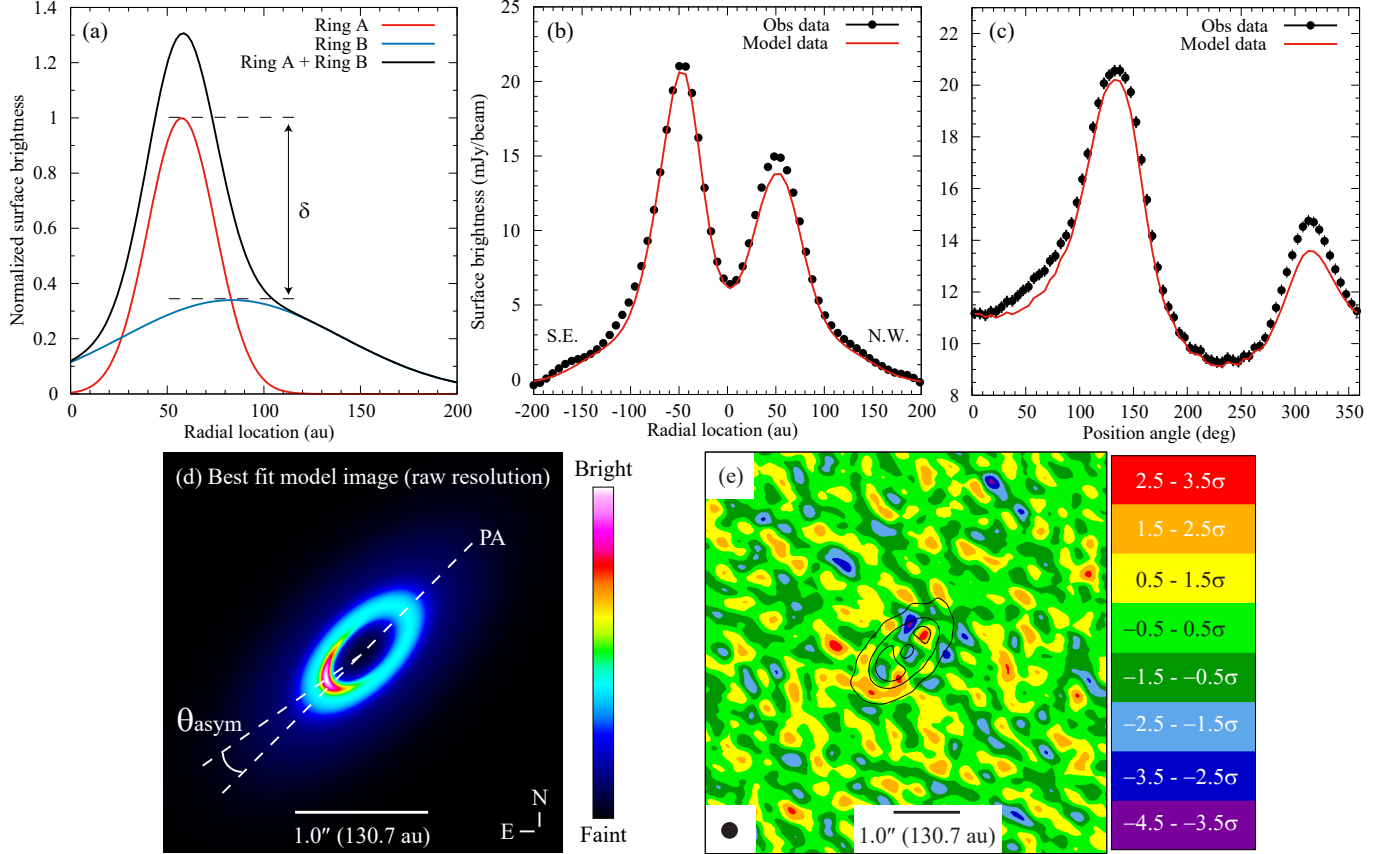 (a)
Ring A
Ring B
Ring A + Ring B
δ
Normalized surface brightness
1.4
1.2
1
0.8
0.6
0.4
0.2
0
0
50
100
150
200
Radial location (au)
(b)
Obs data
Model data
Surface brightness (mJy/beam)
25
20
15
10
5
0
S.E.
N.W.
-200
-150
-100
-50
0
50
100
150
200
Radial location (au)
(c)
Obs data
Model data
22
20
18
16
14
12
10
8
0
50
100
150
200
250
300
350
Position angle (deg)
(d) Best fit model image (raw resolution)
PA
θasym
1.0″ (130.7 au)
N
E
Bright
Faint
(e)
1.0″ (130.7 au)
2.5 - 3.5σ
1.5 - 2.5σ
0.5 - 1.5σ
−0.5 - 0.5σ
−1.5 - −0.5σ
−2.5 - −1.5σ
−3.5 - −2.5σ
−4.5 - −3.5σ